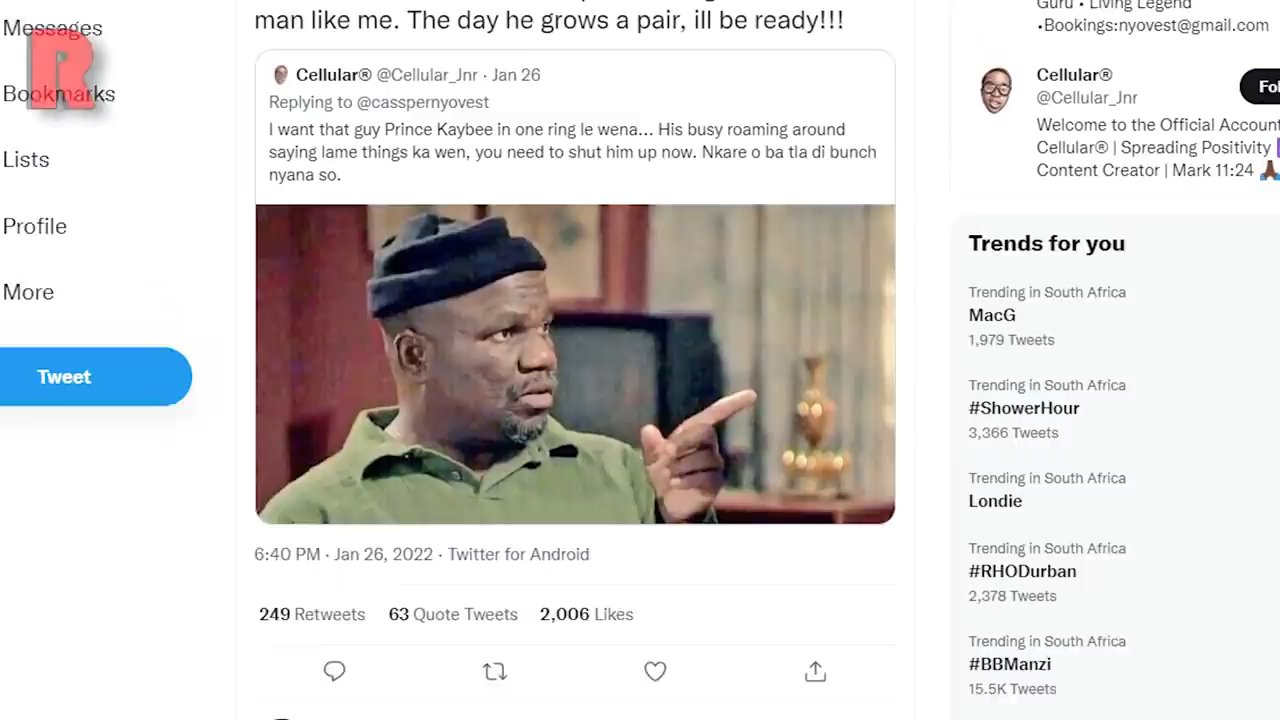 Messages
R
Bookmarks
Lists
Profile
More
Tweet
man like me. The day he grows a pair, ill be ready!!!
Cellular® @Cellular_Jnr · Jan 26
Replying to @casspernyovest
I want that guy Prince Kaybee in one ring le wena... His busy roaming around
saying lame things ka wen, you need to shut him up now. Nkare o ba tla di bunch
nyana so.
6:40 PM · Jan 26, 2022 · Twitter for Android
249 Retweets 63 Quote Tweets 2,006 Likes
Guru • Living Legend
•Bookings:nyovest@gmail.com
Cellular®
@Cellular_Jnr
Fol
Welcome to the Official Account
Cellular® | Spreading Positivity
Content Creator | Mark 11:24
Trends for you
Trending in South Africa
MacG
1,979 Tweets
Trending in South Africa
#ShowerHour
3,366 Tweets
Trending in South Africa
Londie
Trending in South Africa
#RHODurban
2,378 Tweets
Trending in South Africa
#BBManzi
15.5K Tweets